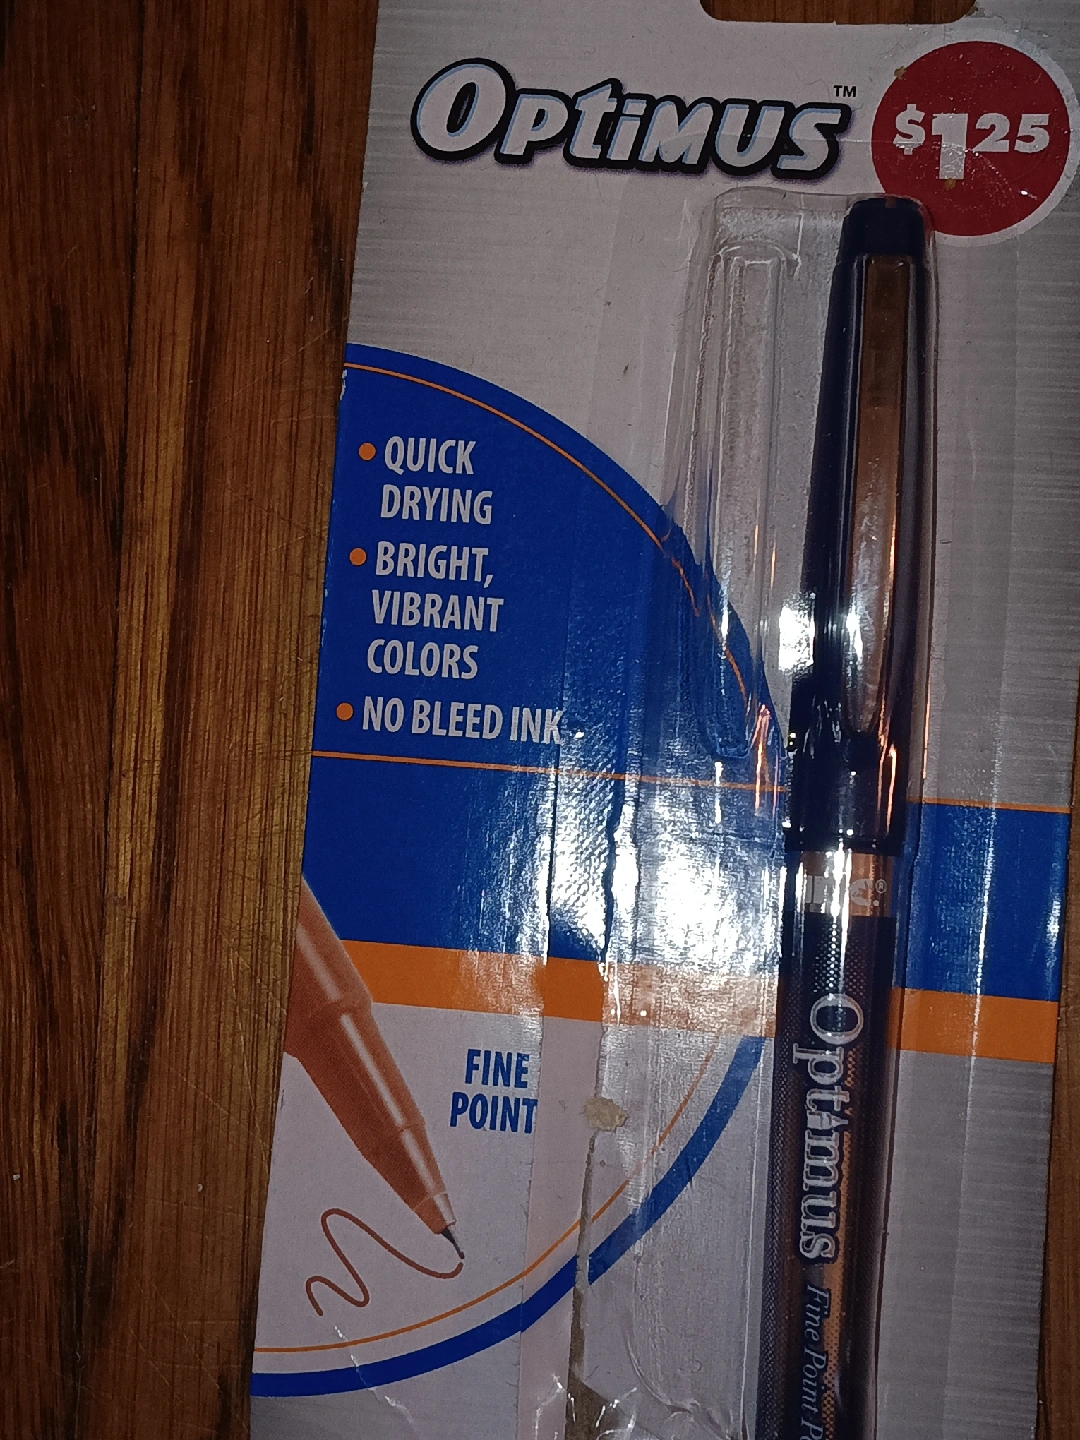 OPTiMUS™
$1.25
• QUICK
DRYING
• BRIGHT,
VIBRANT
COLORS
• NO BLEED INK
FINE
POINT
Optimus Fine Point